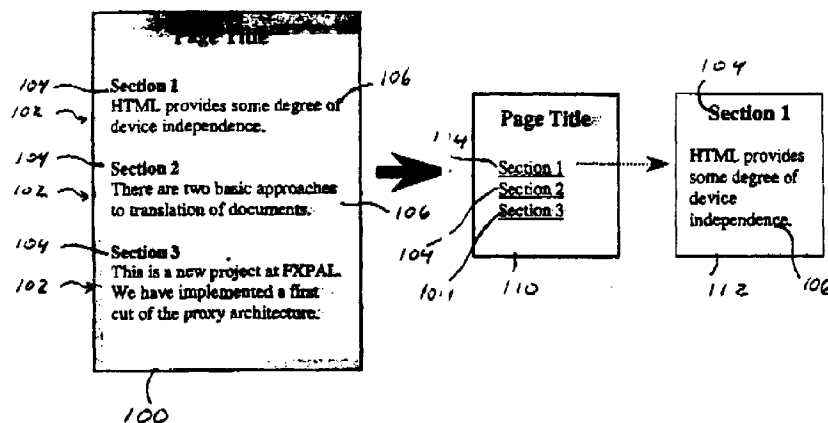 Page Title
104
Section 1
106
HTML provides some degree of
102
device independence.
104
Section 2
102
There are two basic approaches
to translation of documents.
106
104
Section 3
This is a new project at FXPAL.
102
We have implemented a first
cut of the proxy architecture.
100
Page Title
104
Section 1
Section 2
Section 3
104
104
110
104
Section 1
HTML provides
some degree of
device
independence.
106
112